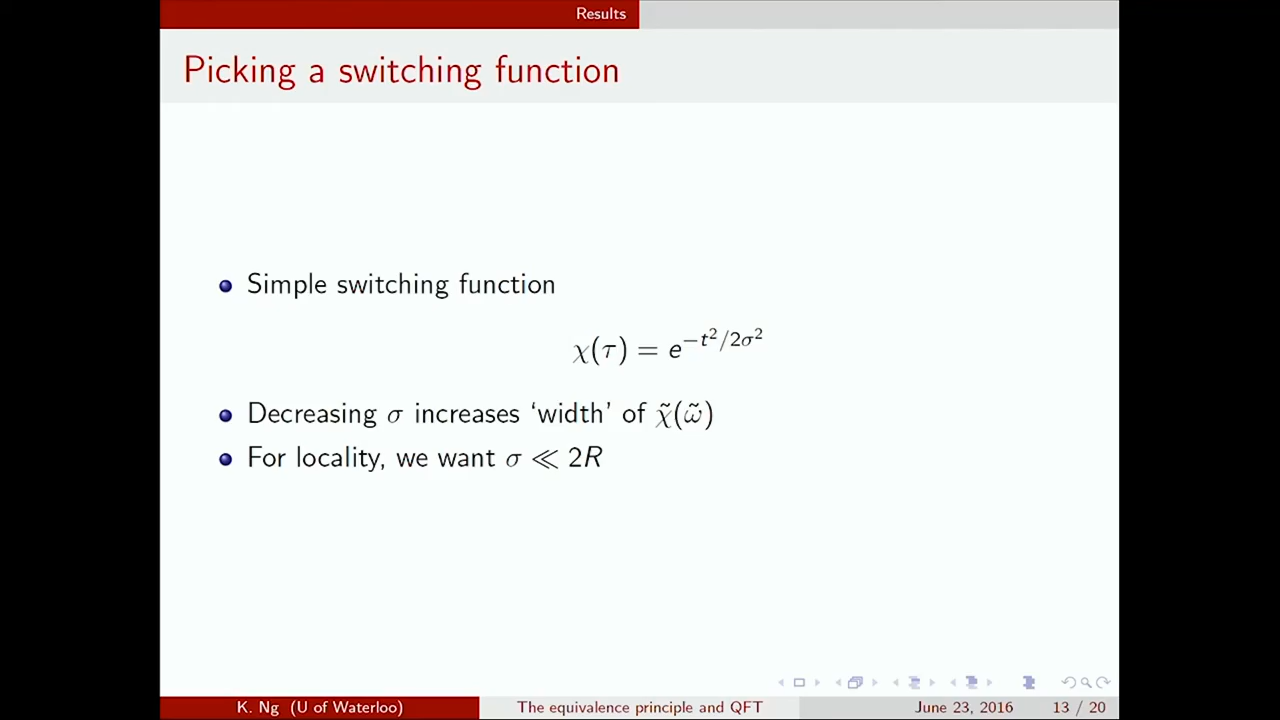 Results
Picking a switching function
Simple switching function
χ(τ) = e^{−t²/2σ²}
Decreasing σ increases ‘width’ of χ̃(ω̃)
For locality, we want σ ≪ 2R
K. Ng (U of Waterloo)
The equivalence principle and QFT
June 23, 2016
13 / 20